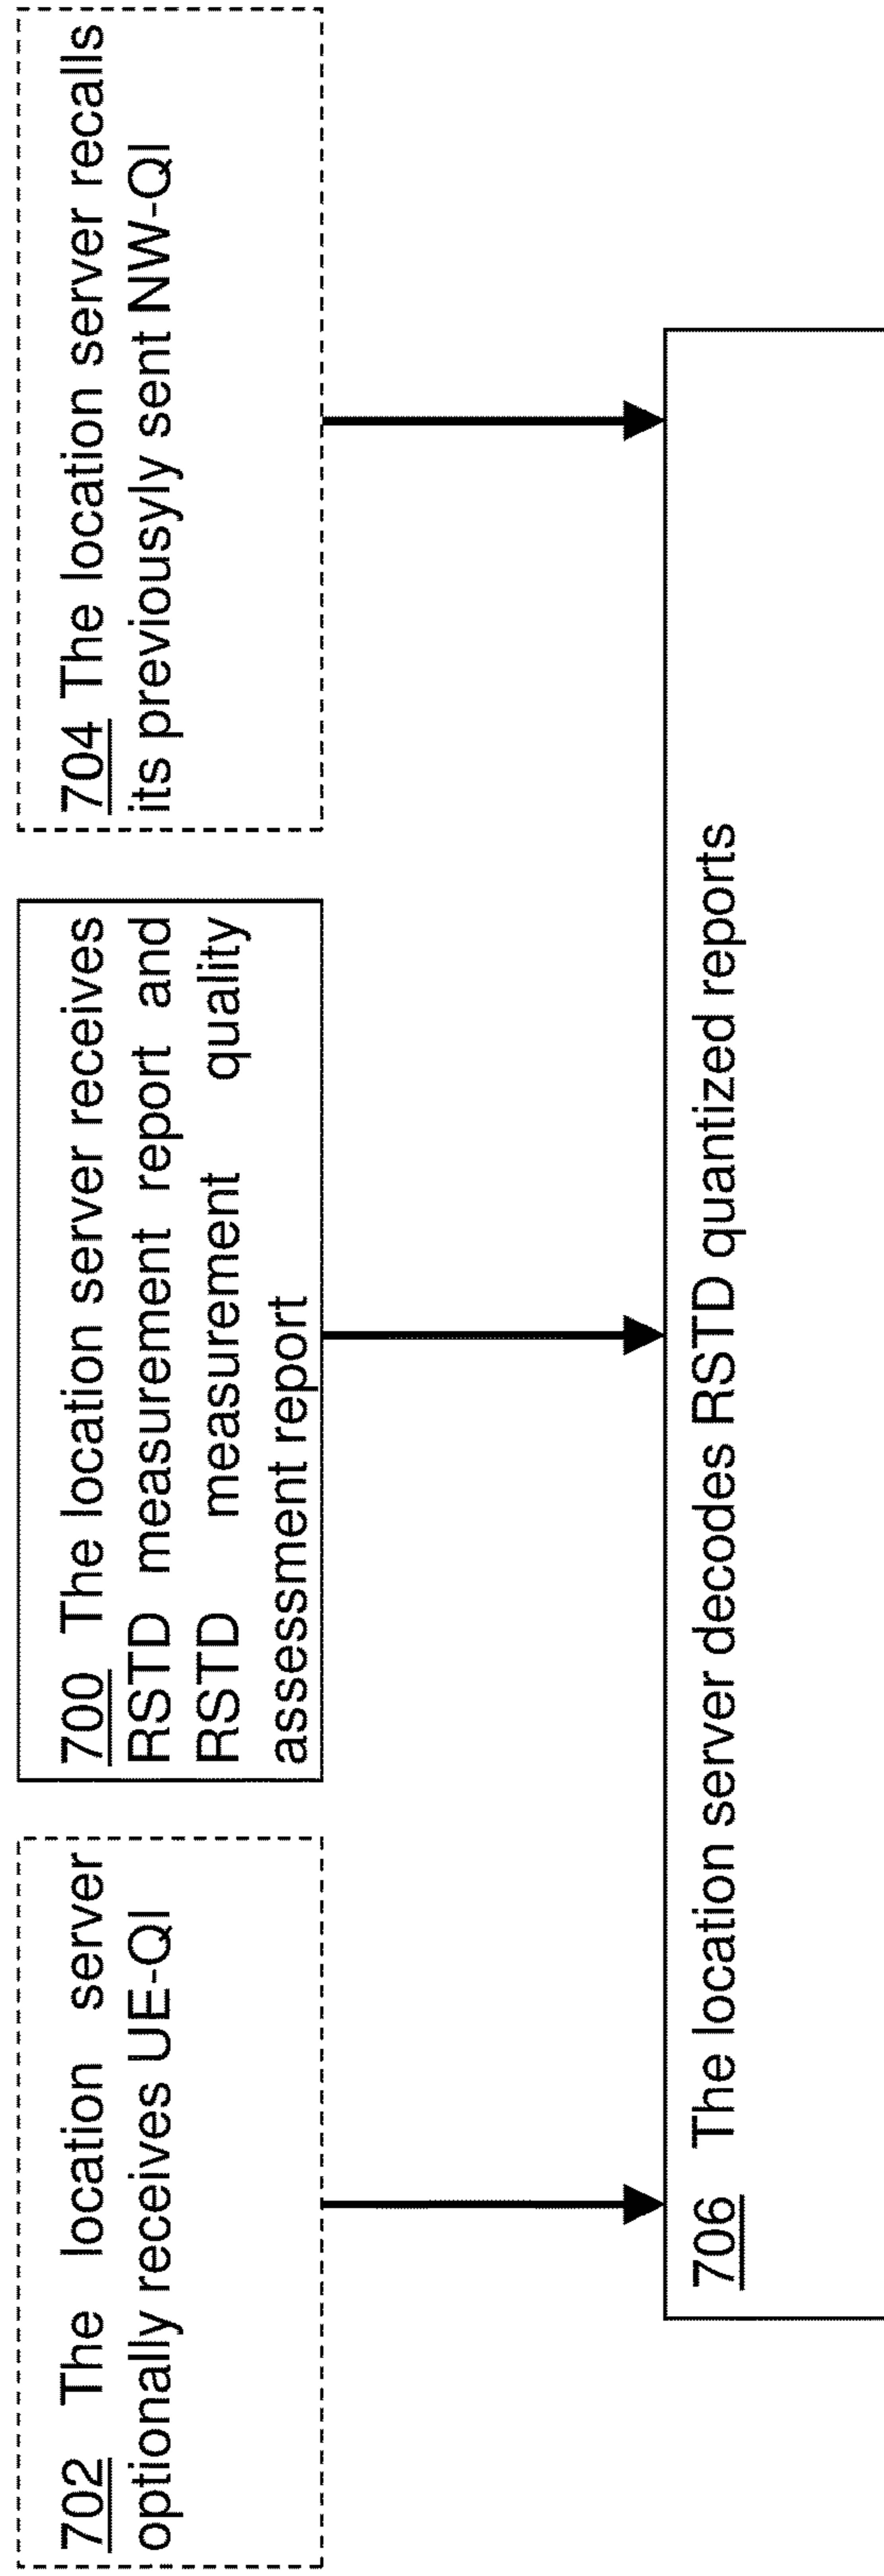 702 The location server
optionally receives UE-QI
700 The location server receives
RSTD measurement report and
RSTD measurement quality
assessment report
704 The location server recalls
its previousyly sent NW-QI
706 The location server decodes RSTD quantized reports